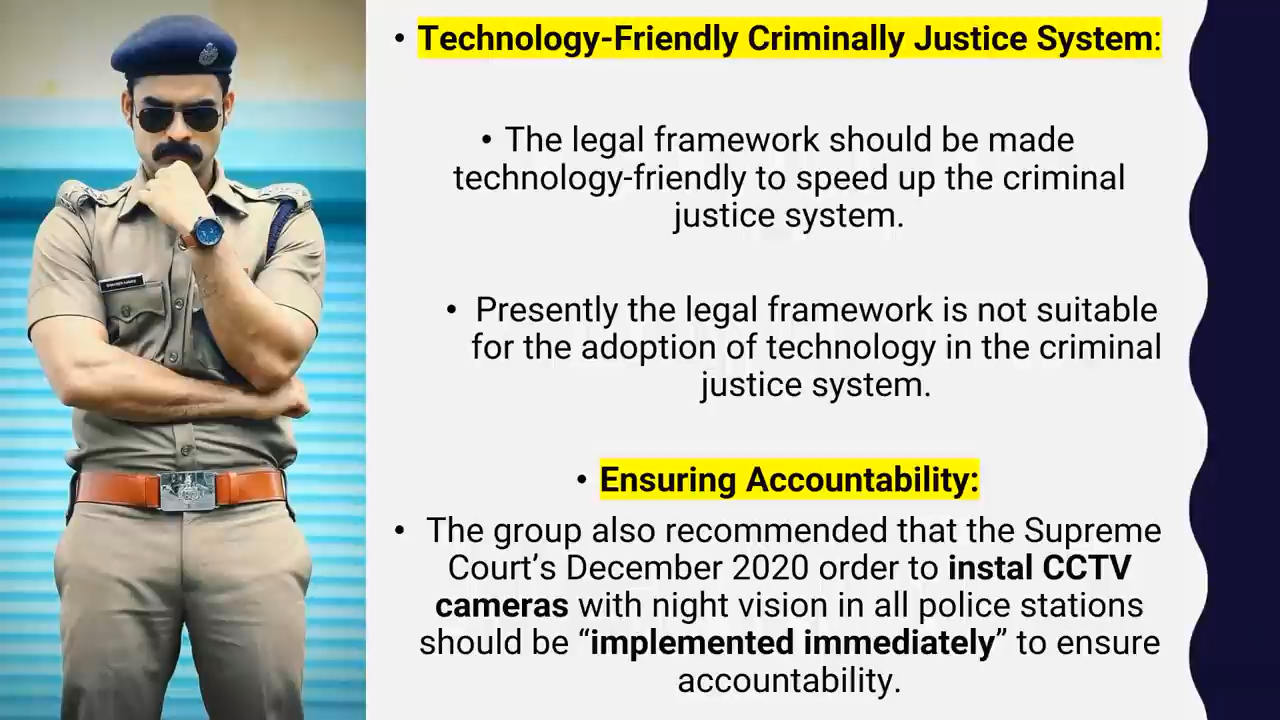 • Technology-Friendly Criminally Justice System:
• The legal framework should be made
technology-friendly to speed up the criminal
justice system.
• Presently the legal framework is not suitable
for the adoption of technology in the criminal
justice system.
• Ensuring Accountability:
• The group also recommended that the Supreme
Court’s December 2020 order to instal CCTV
cameras with night vision in all police stations
should be “implemented immediately” to ensure
accountability.